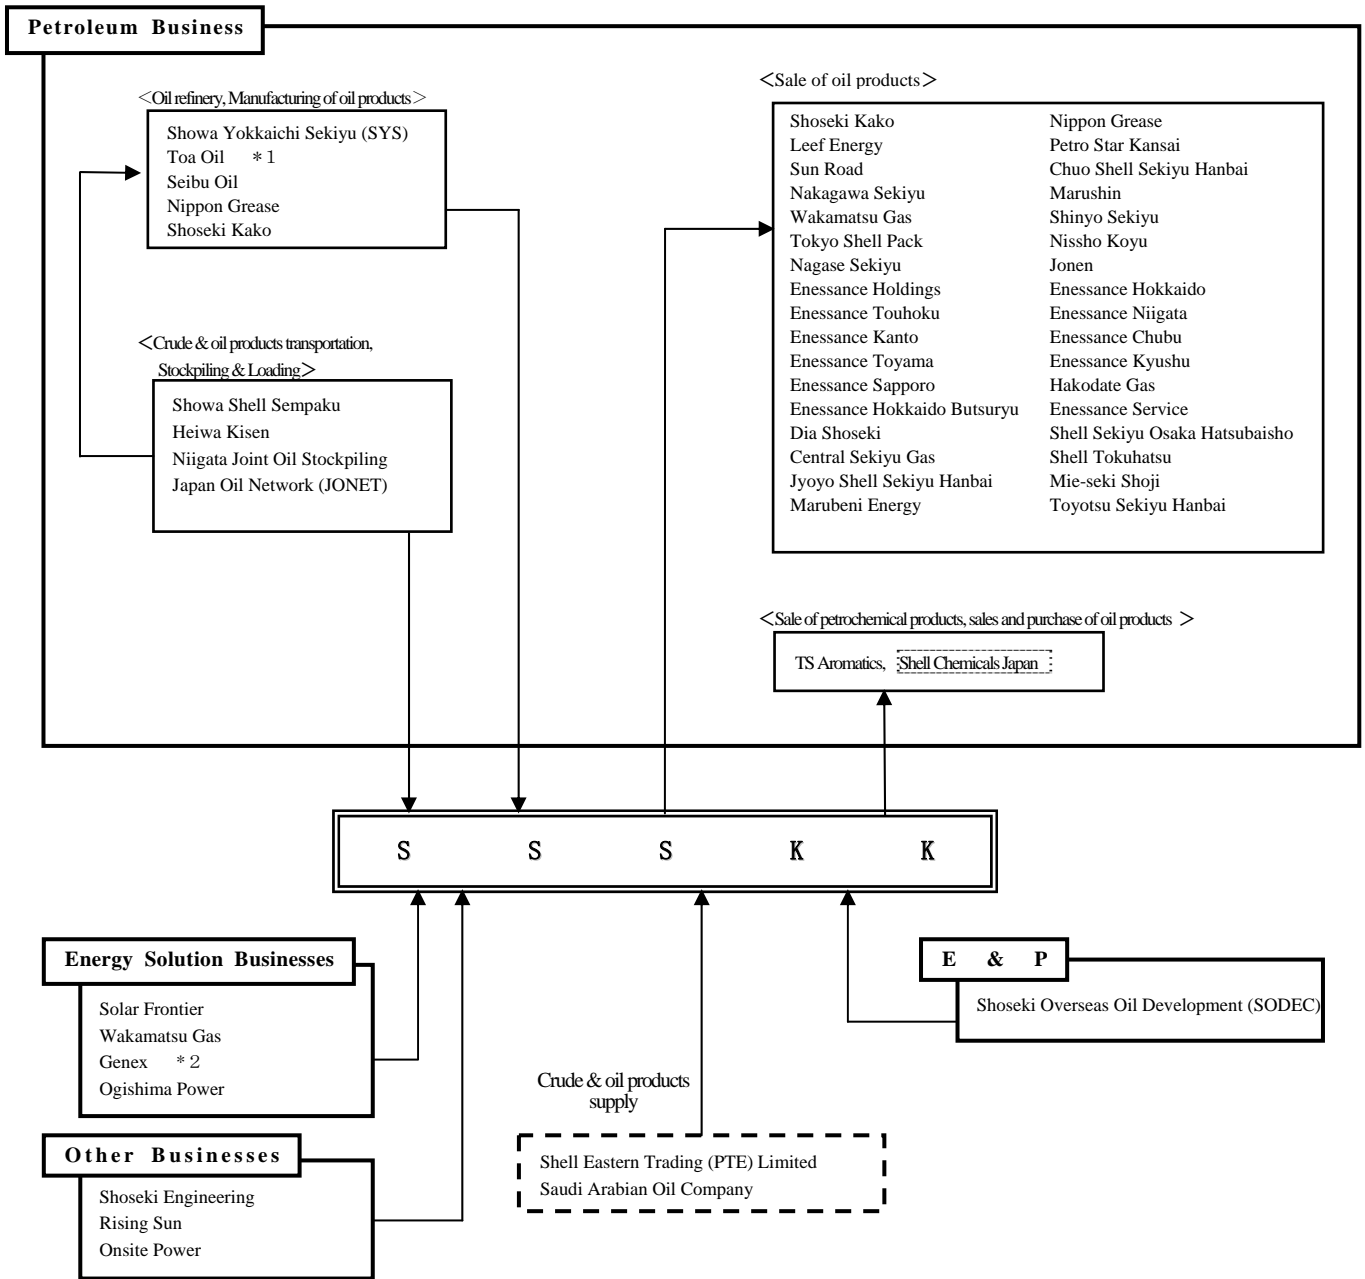 Petroleum Business
<Oil refinery, Manufacturing of oil products>
Showa Yokkaichi Sekiyu (SYS)
Toa Oil *1
Seibu Oil
Nippon Grease
Shoseki Kako
<Crude & oil products transportation,
Stockpiling & Loading>
Showa Shell Sempaku
Heiwa Kisen
Niigata Joint Oil Stockpiling
Japan Oil Network (JONET)
<Sale of oil products>
Shoseki Kako Nippon Grease
Leef Energy Petro Star Kansai
Sun Road Chuo Shell Sekiyu Hanbai
Nakagawa Sekiyu Marushin
Wakamatsu Gas Shinyo Sekiyu
Tokyo Shell Pack Nissho Koyu
Nagase Sekiyu Jonen
Enessance Holdings Enessance Hokkaido
Enessance Touhoku Enessance Niigata
Enessance Kanto Enessance Chubu
Enessance Toyama Enessance Kyushu
Enessance Sapporo Hakodate Gas
Enessance Hokkaido Butsuryu Enessance Service
Dia Shoseki Shell Sekiyu Osaka Hatsubaisho
Central Sekiyu Gas Shell Tokuhatsu
Jyoyo Shell Sekiyu Hanbai Mie-seki Shoji
Marubeni Energy Toyotsu Sekiyu Hanbai
<Sale of petrochemical products, sales and purchase of oil products >
TS Aromatics, Shell Chemicals Japan
S S S K K
Energy Solution Businesses
Solar Frontier
Wakamatsu Gas
Genex *2
Ogishima Power
Other Businesses
Shoseki Engineering
Rising Sun
Onsite Power
Crude & oil products
supply
Shell Eastern Trading (PTE) Limited
Saudi Arabian Oil Company
E & P
Shoseki Overseas Oil Development (SODEC)